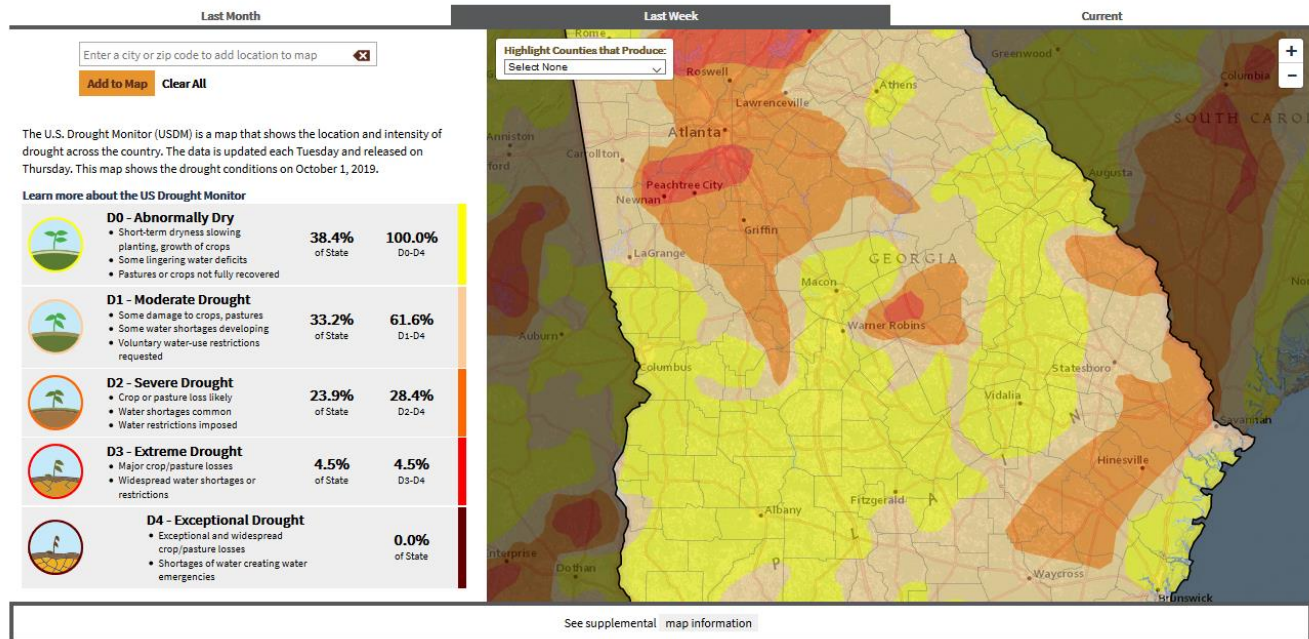 Last Month
Last Week
Current
Enter a city or zip code to add location to map
Add to Map Clear All
The U.S. Drought Monitor (USDM) is a map that shows the location and intensity of
drought across the country. The data is updated each Tuesday and released on
Thursday. This map shows the drought conditions on October 1, 2019.
Learn more about the US Drought Monitor
D0 - Abnormally Dry
• Short-term dryness slowing
planting, growth of crops
• Some lingering water deficits
• Pastures or crops not fully recovered
38.4% 100.0%
of State D0-D4
D1 - Moderate Drought
• Some damage to crops, pastures
• Some water shortages developing
• Voluntary water-use restrictions
requested
33.2% 61.6%
of State D1-D4
D2 - Severe Drought
• Crop or pasture loss likely
• Water shortages common
• Water restrictions imposed
23.9% 28.4%
of State D2-D4
D3 - Extreme Drought
• Major crop/pasture losses
• Widespread water shortages or
restrictions
4.5% 4.5%
of State D3-D4
D4 - Exceptional Drought
• Exceptional and widespread
crop/pasture losses
• Shortages of water creating water
emergencies
0.0%
of State
Highlight Counties that Produce:
Select None
+
−
Rome
Roswell
Greenwood
Columbia
Athens
Lawrenceville
SOUTH CARO
Atlanta
Anniston
Carrollton
ford
Augusta
Peachtree City
Newnan
Griffin
LaGrange
GEORGIA
Macon
Warner Robins
Auburn
Columbus
Statesboro
Vidalia
Savannah
Hinesville
Fitzgerald
Albany
P L A I N
nterprise
Dothan
Waycross
Brunswick
See supplemental map information